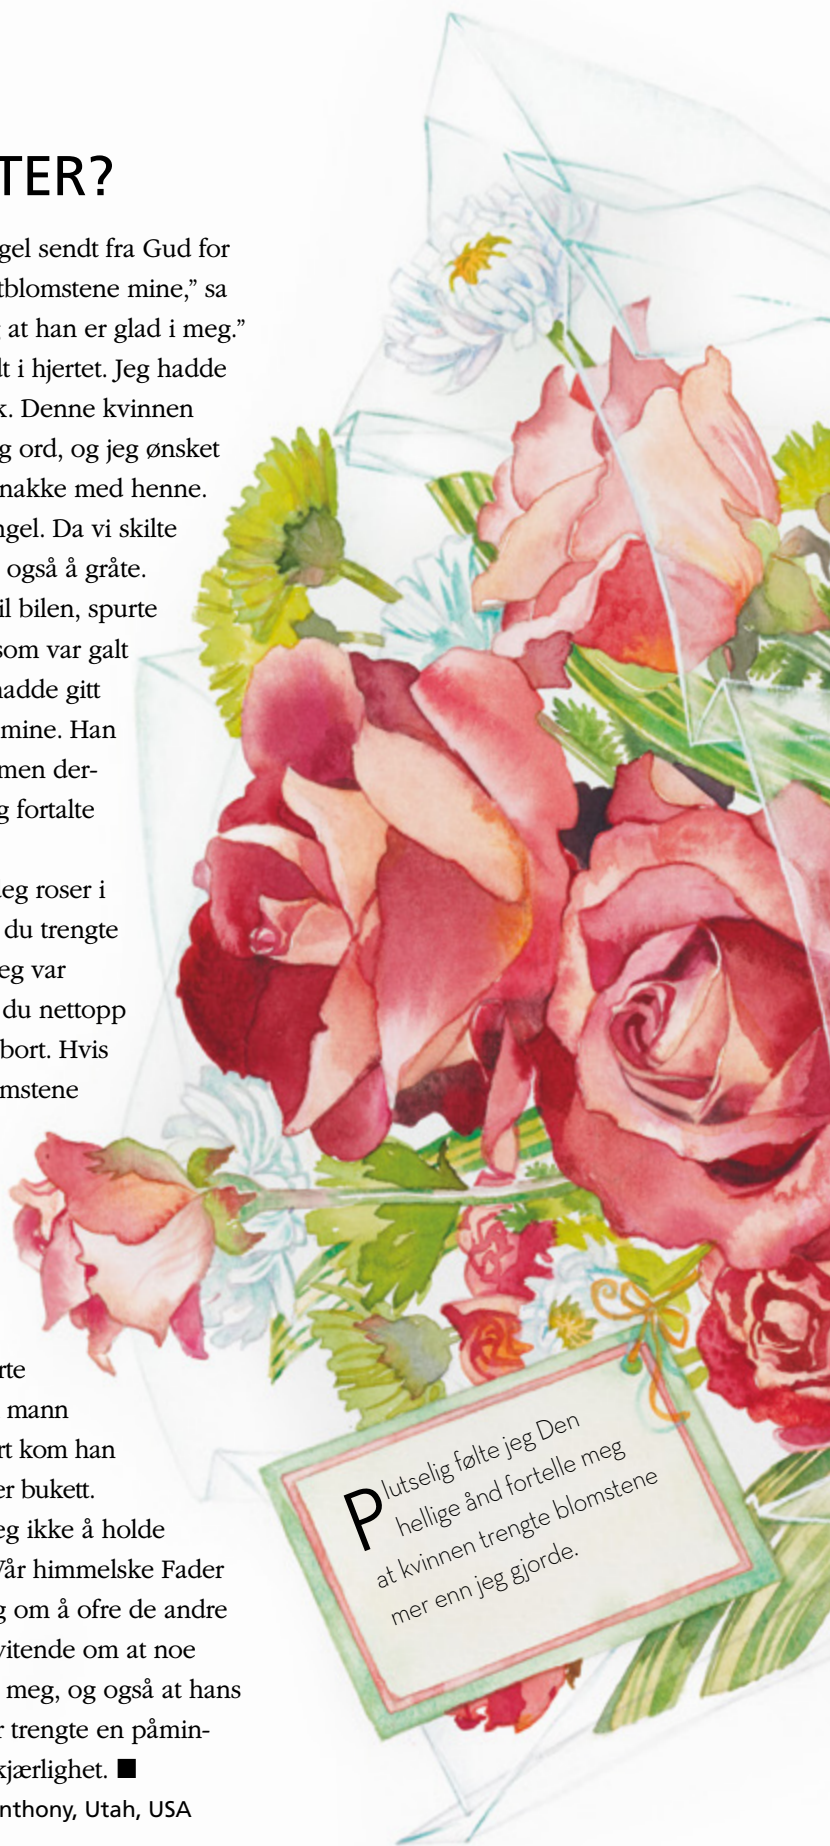 TER?
gel sendt fra Gud for
tblomstene mine,” sa
at han er glad i meg.”
i hjertet. Jeg hadde
k. Denne kvinnen
g ord, og jeg ønsket
nakke med henne.
ngel. Da vi skilte
også å gråte.
il bilen, spurte
som var galt
hadde gitt
mine. Han
men der-
g fortalte
eg roser i
du trengte
eg var
du nettopp
bort. Hvis
mstene
rte
mann
rt kom han
er bukett.
eg ikke å holde
Vår himmelske Fader
g om å ofre de andre
vitende om at noe
meg, og også at hans
r trengte en påmin-
kjærlighet. ■
nthony, Utah, USA
Plutselig følte jeg Den
hellige ånd fortelle meg
at kvinnen trengte blomstene
mer enn jeg gjorde.